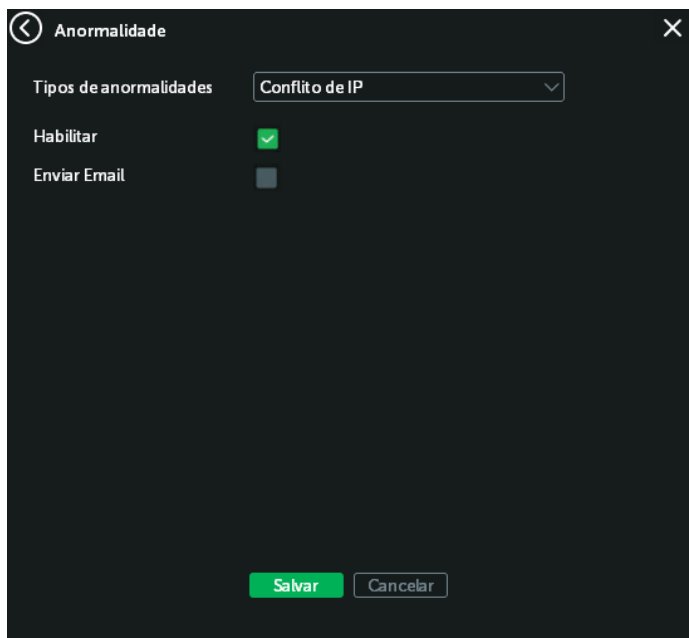 Anormalidade
Tipos de anormalidades Conflito de IP
Habilitar
Enviar Email
Salvar Cancelar